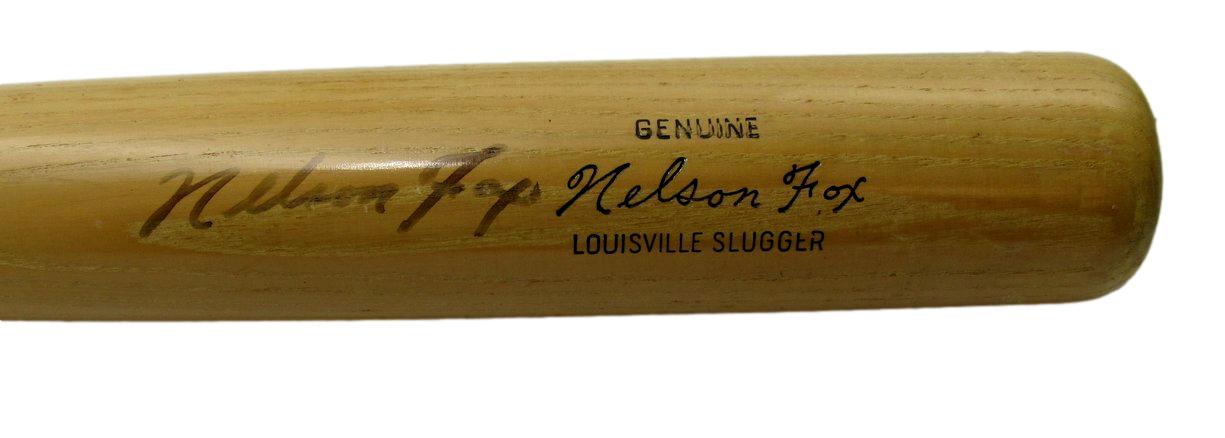 GENUINE
Nelson Fox Nelson Fox
LOUISVILLE SLUGGER